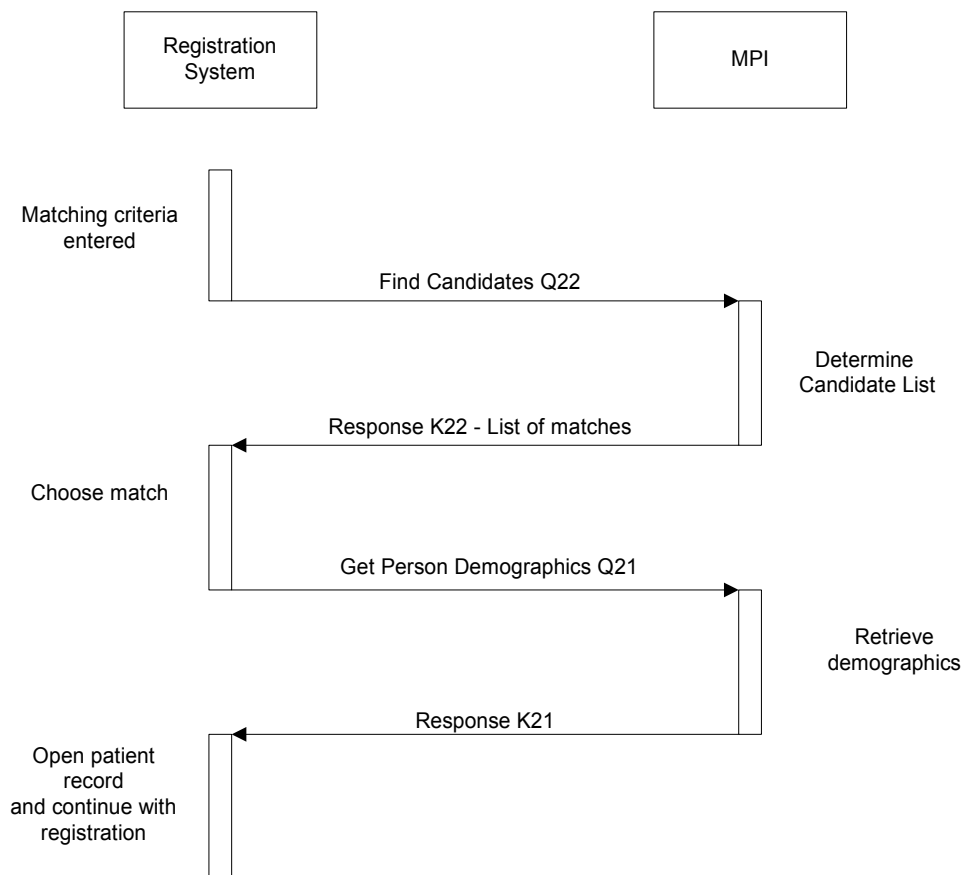 Registration
System
MPI
Matching criteria
entered
Find Candidates Q22
Determine
Candidate List
Response K22 - List of matches
Choose match
Get Person Demographics Q21
Retrieve
demographics
Response K21
Open patient
record
and continue with
registration